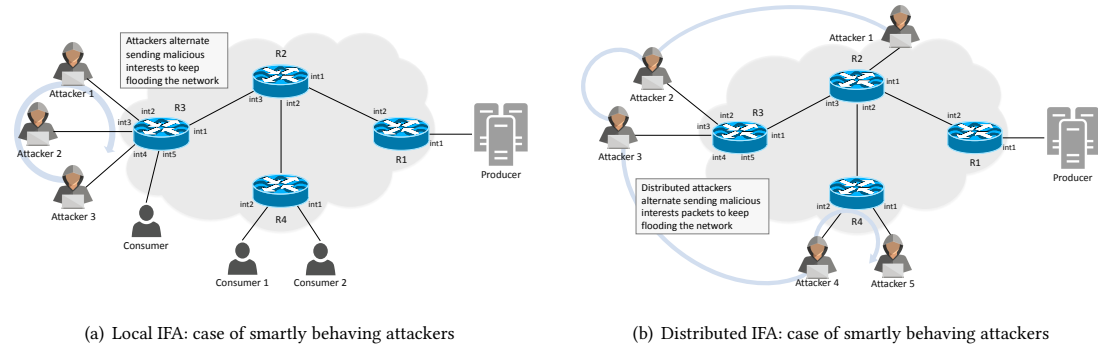 Attackers alternate
sending malicious
interests to keep
flooding the network
R2
int1
int3
int2
Attacker 1
int2
R3
int3
int1
Attacker 2
int4
int5
int2
int1
R1
Producer
Attacker 3
int2
int1
R4
Consumer
Consumer 1
Consumer 2
(a) Local IFA: case of smartly behaving attackers
Attacker 1
R2
int1
int3
int2
Attacker 2
int2
R3
int3
int1
Attacker 3
int4
int5
int2
int1
R1
Producer
Distributed attackers
alternate sending malicious
interests packets to keep
flooding the network
int2
int1
R4
Attacker 4
Attacker 5
(b) Distributed IFA: case of smartly behaving attackers